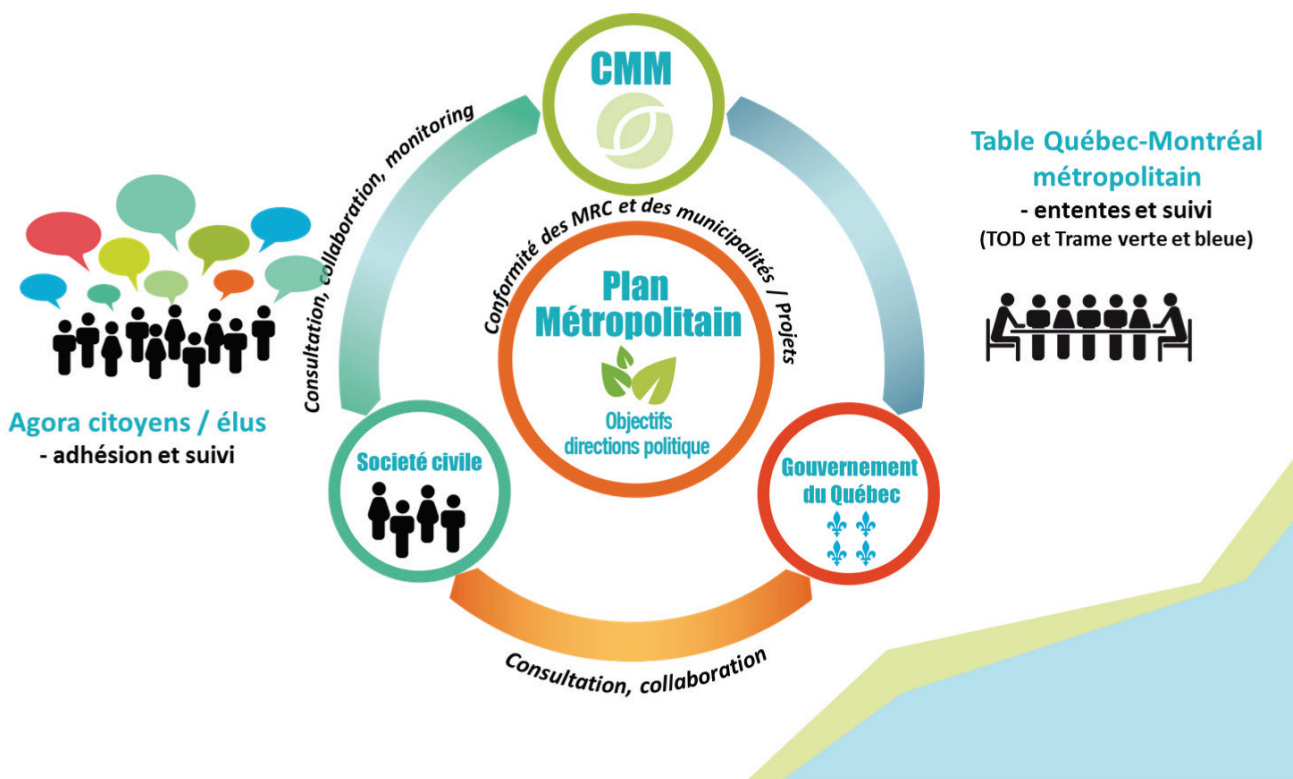 CMM
Consultation, collaboration, monitoring
Table Québec-Montréal
métropolitain
- ententes et suivi
(TOD et Trame verte et bleue)
Conformité des MRC et des municipalités / Projets
Plan
Métropolitain
Objectifs
directions politique
Agora citoyens / élus
- adhésion et suivi
Societé civile
Gouvernement
du Québec
Consultation, collaboration